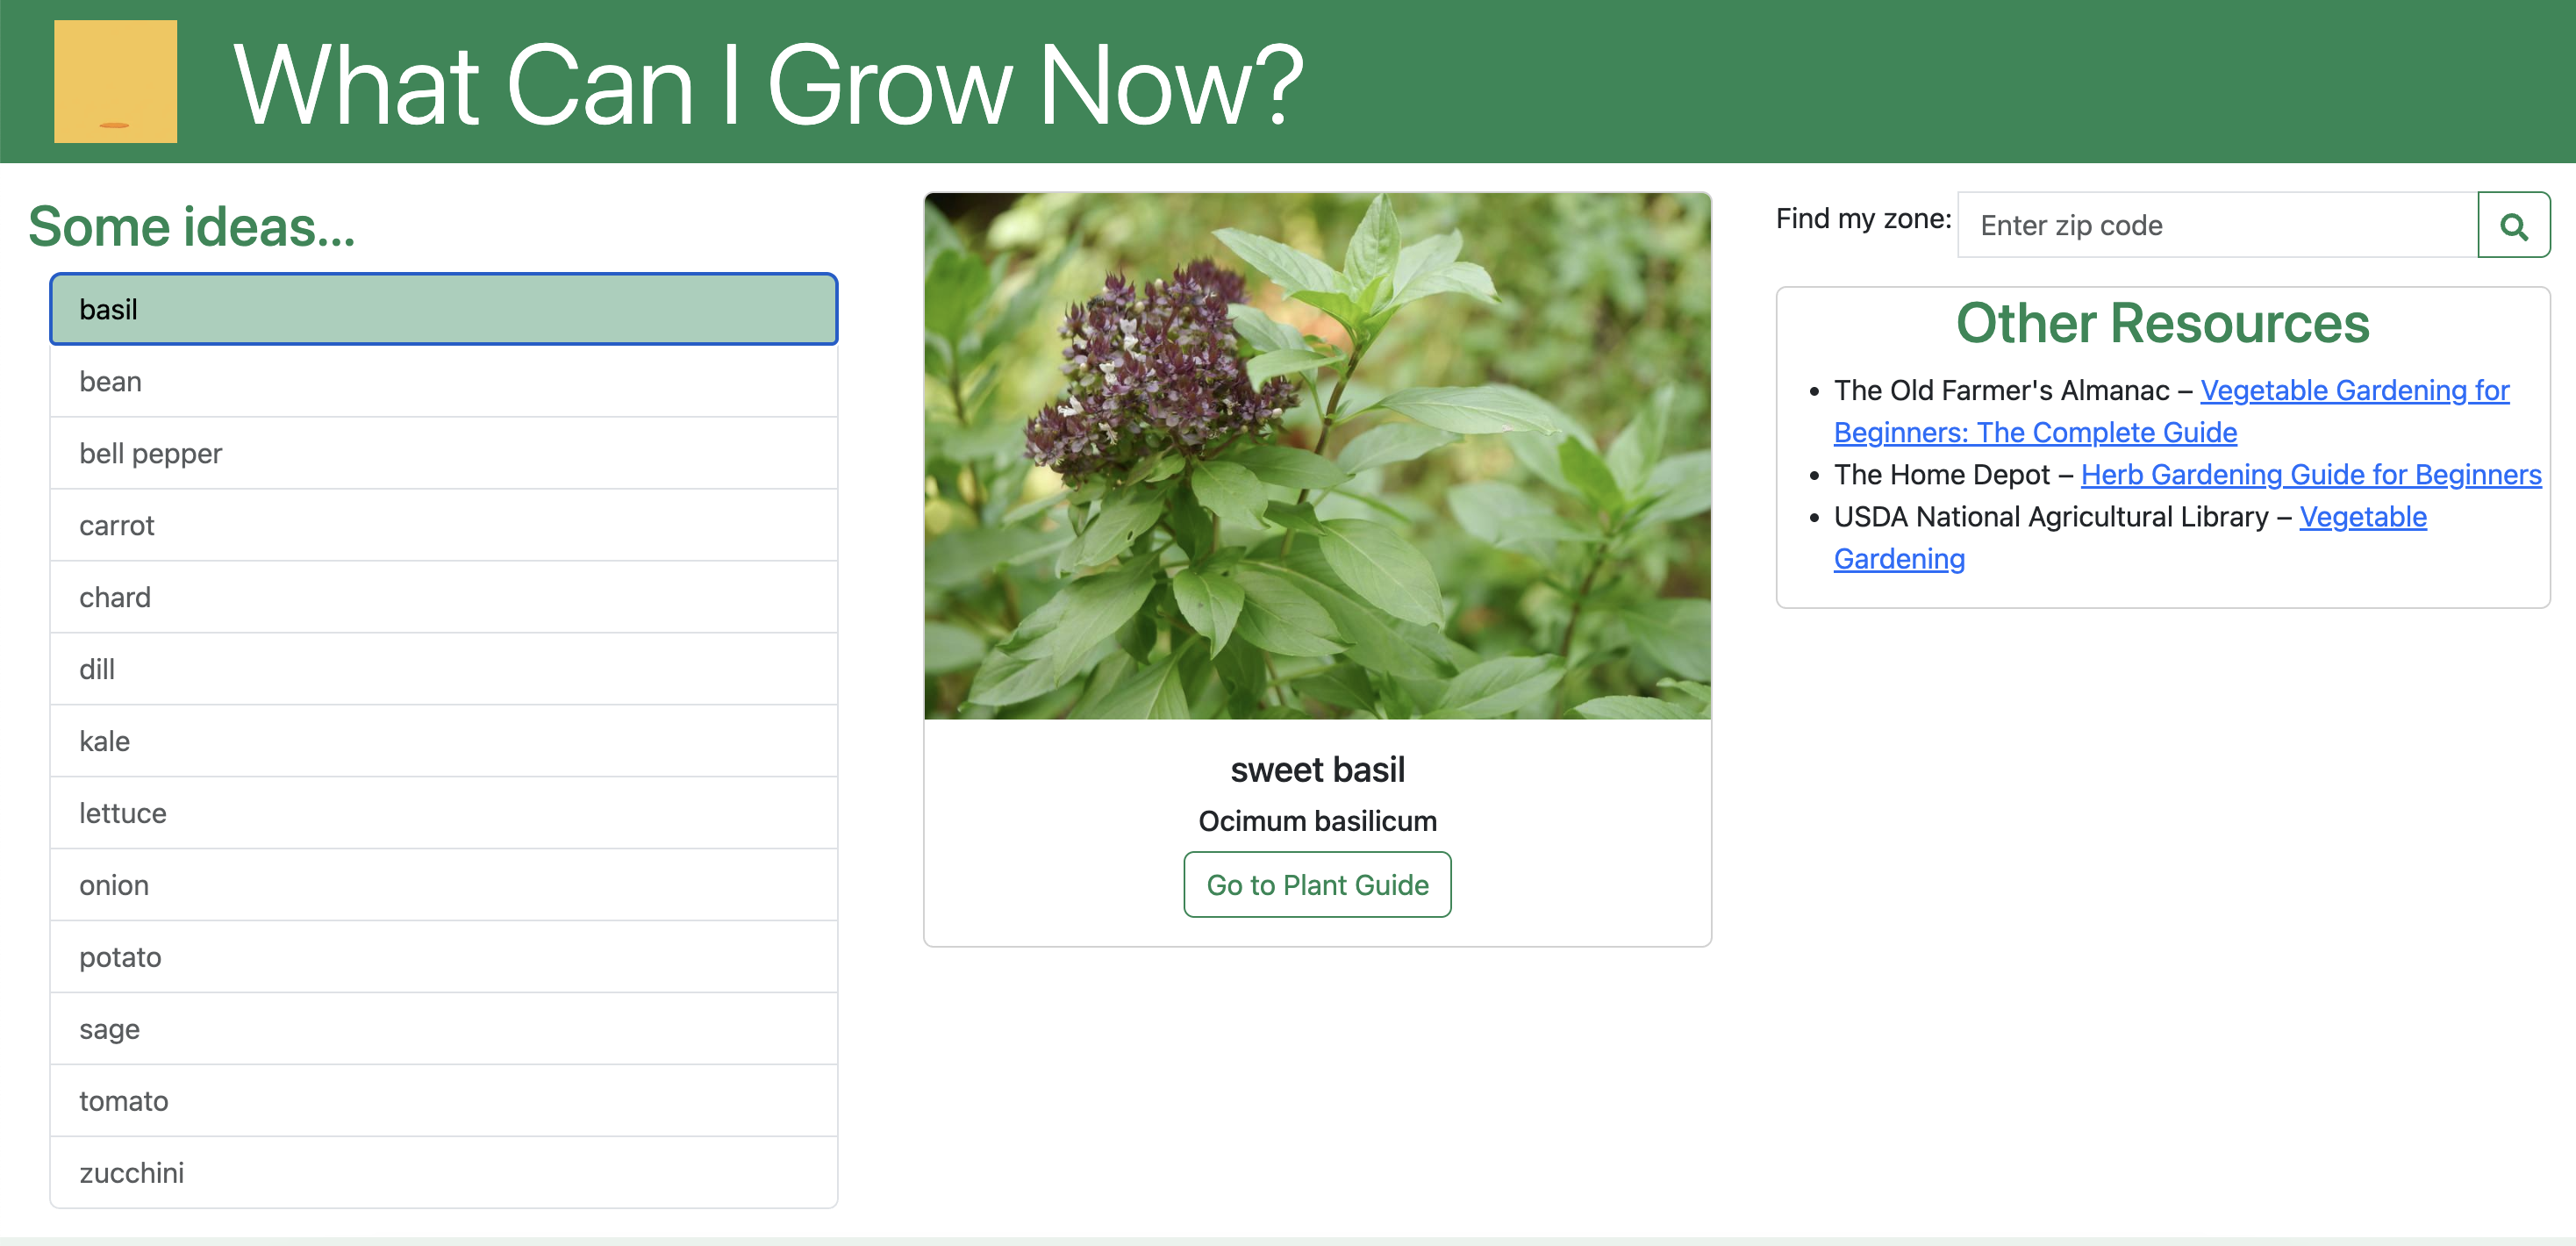 What Can I Grow Now?
Some ideas...
basil
bean
bell pepper
carrot
chard
dill
kale
lettuce
onion
potato
sage
tomato
zucchini
sweet basil
Ocimum basilicum
Go to Plant Guide
Find my zone: Enter zip code
Other Resources
• The Old Farmer's Almanac – Vegetable Gardening for
Beginners: The Complete Guide
• The Home Depot – Herb Gardening Guide for Beginners
• USDA National Agricultural Library – Vegetable
Gardening